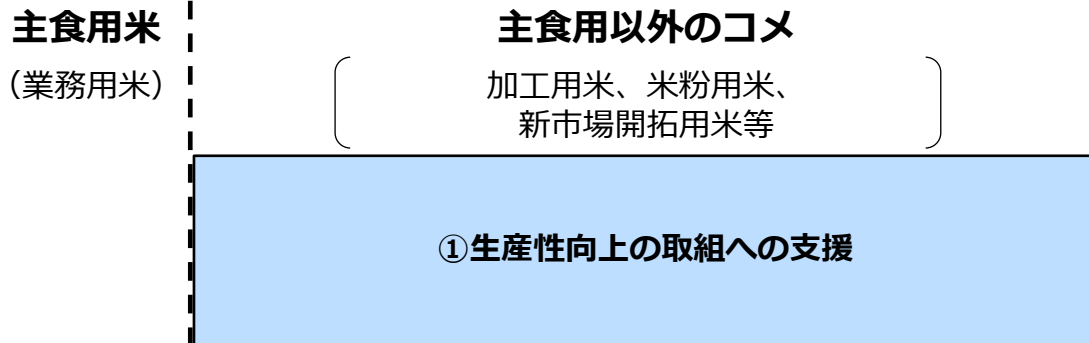 主食用米
(業務用米)
主食用以外のコメ
加工用米、米粉用米、
新市場開拓用米等
①生産性向上の取組への支援